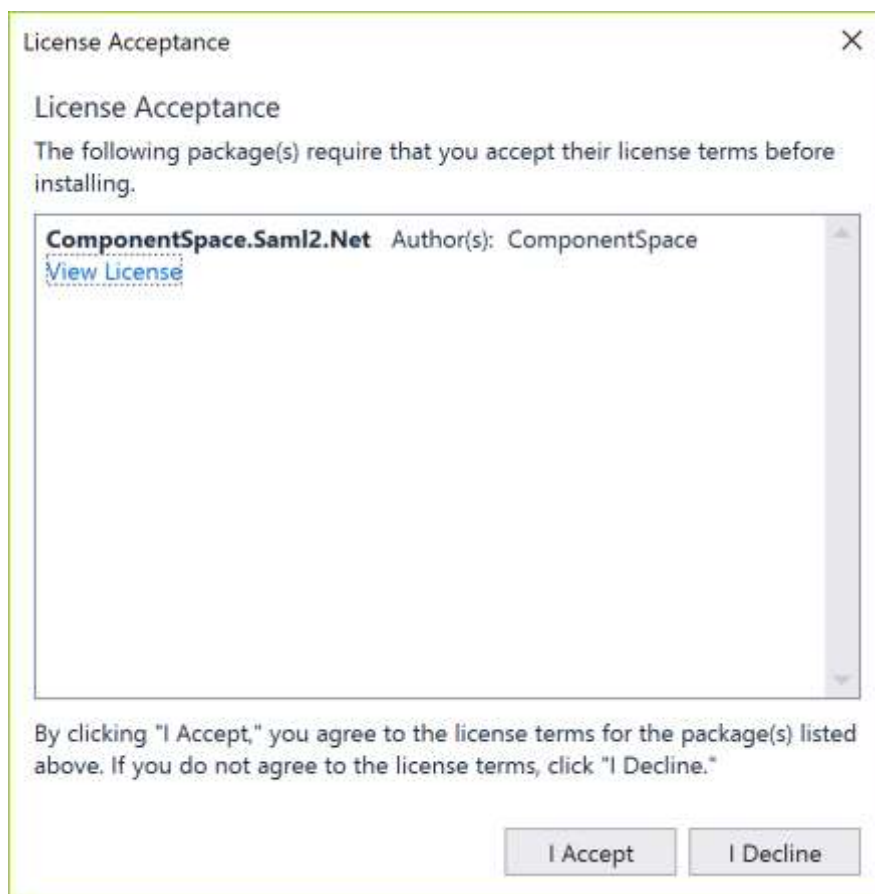 License Acceptance
License Acceptance
The following package(s) require that you accept their license terms before
installing.
ComponentSpace.Saml2.Net Author(s): ComponentSpace
View License
By clicking "I Accept," you agree to the license terms for the package(s) listed
above. If you do not agree to the license terms, click "I Decline."
I Accept I Decline